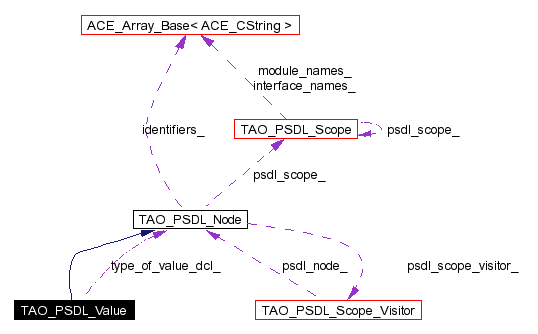 ACE_Array_Base< ACE_CString >
module_names_
interface_names_
identifiers_
TAO_PSDL_Scope
psdl_scope_
psdl_scope_
TAO_PSDL_Node
type_of_value_dcl_
psdl_node_
psdl_scope_visitor_
TAO_PSDL_Value
TAO_PSDL_Scope_Visitor